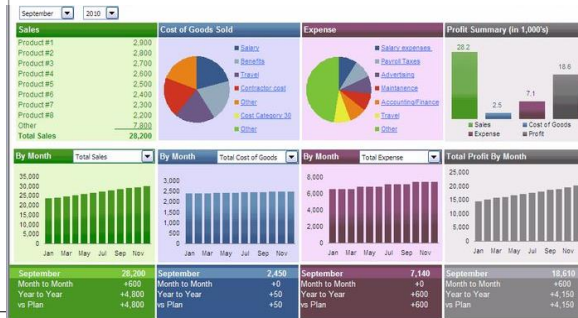 September 2010
Sales
Product #1 2,900
Product #2 2,800
Product #3 2,700
Product #4 2,600
Product #5 2,500
Product #6 2,400
Product #7 2,300
Product #8 2,200
Other 7,800
Total Sales 28,200
Cost of Goods Sold
Salary
Benefits
Travel
Contractor cost
Other
Cost Category 36
Other
Expense
Salary expenses
Payroll Taxes
Advertaing
Maintanence
Accounting/Finance
Travel
Other
Profit Summary (in 1,000's)
28.2
2.5
7.1
18.6
Sales Cost of Goods
Expense Profit
By Month Total Sales
35,000
30,000
25,000
20,000
15,000
10,000
5,000
0
Jan Mar May Jul Sep Nov
By Month Total Cost of Goods
3,000
2,500
2,000
1,500
1,000
500
0
Jan Mar May Jul Sep Nov
By Month Total Expense
8,000
6,000
4,000
2,000
0
Jan Mar May Jul Sep Nov
Total Profit By Month
25,000
20,000
15,000
10,000
5,000
0
Jan Mar May Jul Sep Nov
September 28,200
Month to Month +600
Year to Year +4,800
vs Plan +4,800
September 2,450
Month to Month +0
Year to Year +50
vs Plan +50
September 7,140
Month to Month +0
Year to Year +600
vs Plan +600
September 18,610
Month to Month +600
Year to Year +4,150
vs Plan +4,150